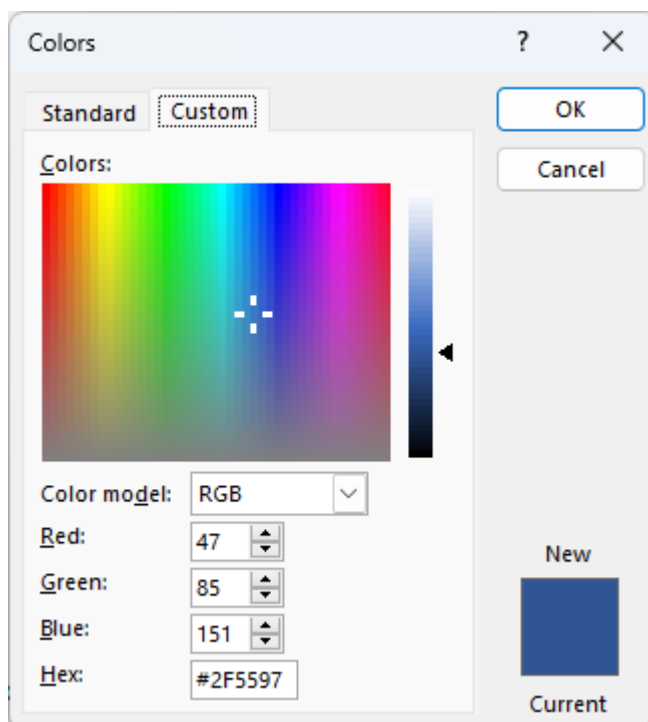 Colors ?
Standard Custom OK
Colors: Cancel
Color model: RGB
Red: 47
Green: 85
Blue: 151
Hex: #2F5597
New
Current